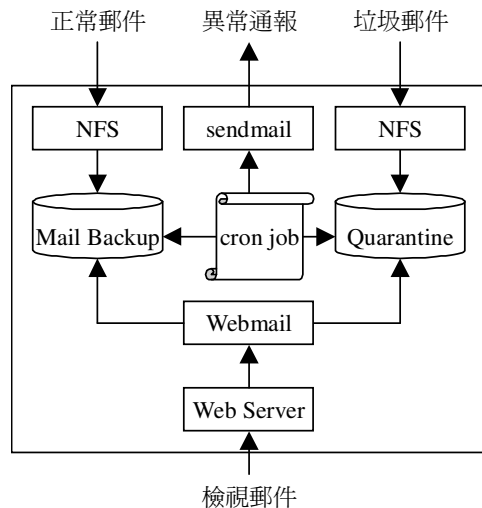 正常郵件
異常通報
垃圾郵件
NFS
sendmail
NFS
Mail Backup
cron job
Quarantine
Webmail
Web Server
檢視郵件